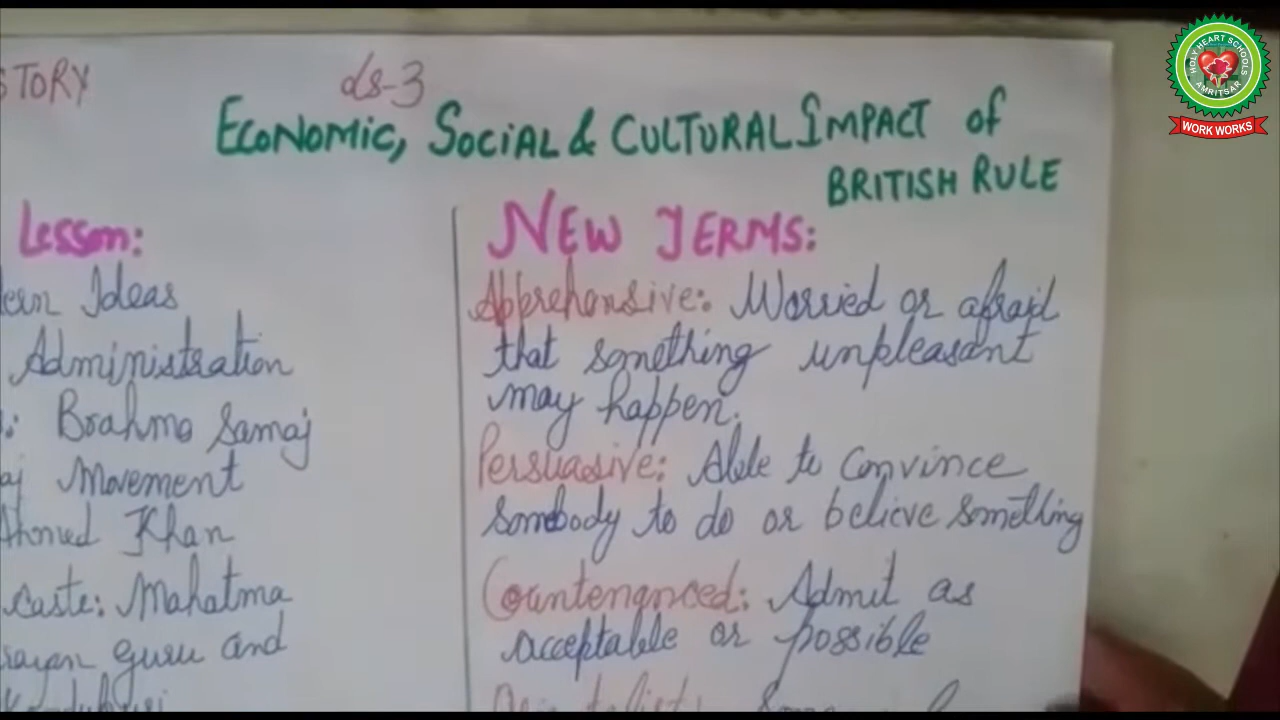 STORY
ds-3
ECONOMIC, SOCIAL & CULTURAL IMPACT of
BRITISH RULE
Lesson:
Ideas
Administration
Brahmo Samaj
Movement
Ahmed Khan
caste: Mahatma
guru and
NEW TERMS:
Apprehensive: Worried or afraid
that something unpleasant
may happen.
Persuasive: Able to convince
sombody to do or believe something
Countenanced: Admit as
acceptable or possible
HOLY HEART SCHOOLS
AMRITSAR
WORK WORKS